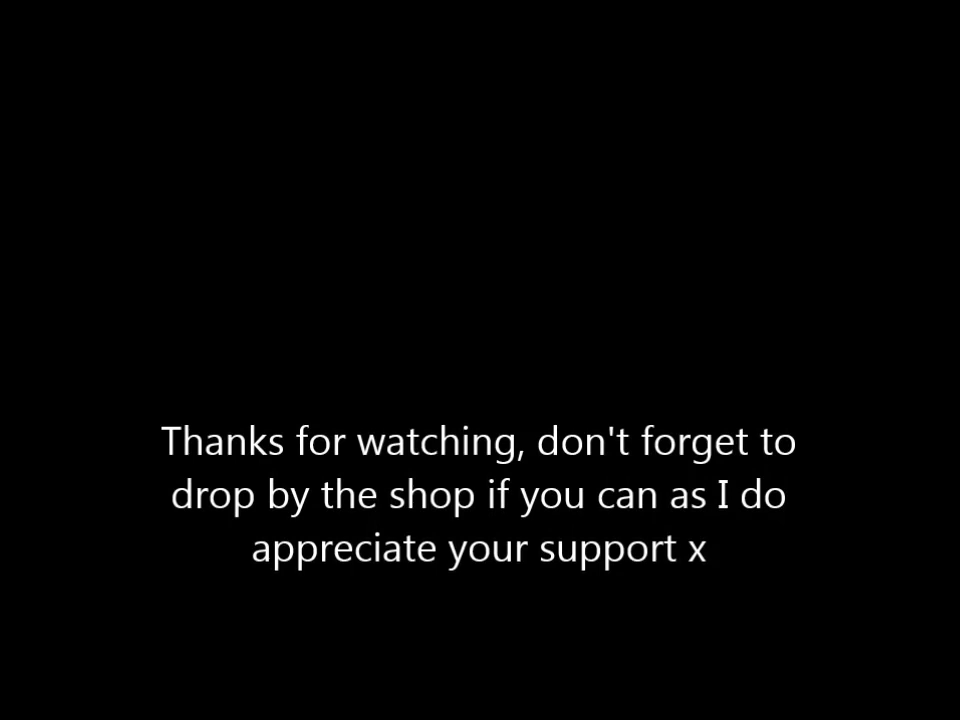 Thanks for watching, don't forget to
drop by the shop if you can as I do
appreciate your support x